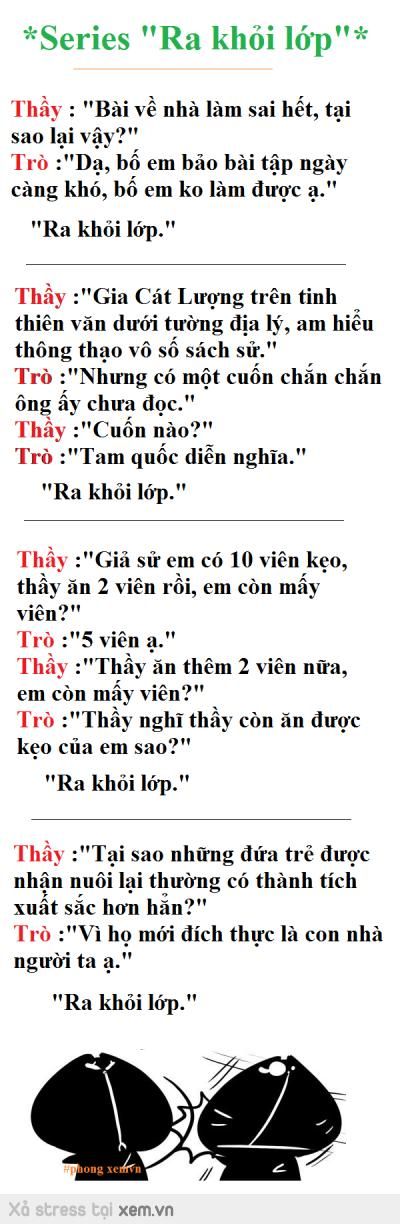 *Series "Ra khỏi lớp"*
Thầy : "Bài về nhà làm sai hết, tại
sao lại vậy?"
Trò :"Dạ, bố em bảo bài tập ngày
càng khó, bố em ko làm được ạ."
"Ra khỏi lớp."
Thầy :"Gia Cát Lượng trên tinh
thiên văn dưới tường địa lý, am hiểu
thông thạo vô số sách sử."
Trò :"Nhưng có một cuốn chắn chắn
ông ấy chưa đọc."
Thầy :"Cuốn nào?"
Trò :"Tam quốc diễn nghĩa."
"Ra khỏi lớp."
Thầy :"Giả sử em có 10 viên kẹo,
thầy ăn 2 viên rồi, em còn mấy
viên?"
Trò :"5 viên ạ."
Thầy :"Thầy ăn thêm 2 viên nữa,
em còn mấy viên?"
Trò :"Thầy nghĩ thầy còn ăn được
kẹo của em sao?"
"Ra khỏi lớp."
Thầy :"Tại sao những đứa trẻ được
nhận nuôi lại thường có thành tích
xuất sắc hơn hẳn?"
Trò :"Vì họ mới đích thực là con nhà
người ta ạ."
"Ra khỏi lớp."
#phong xemvn
Xả stress tại xem.vn